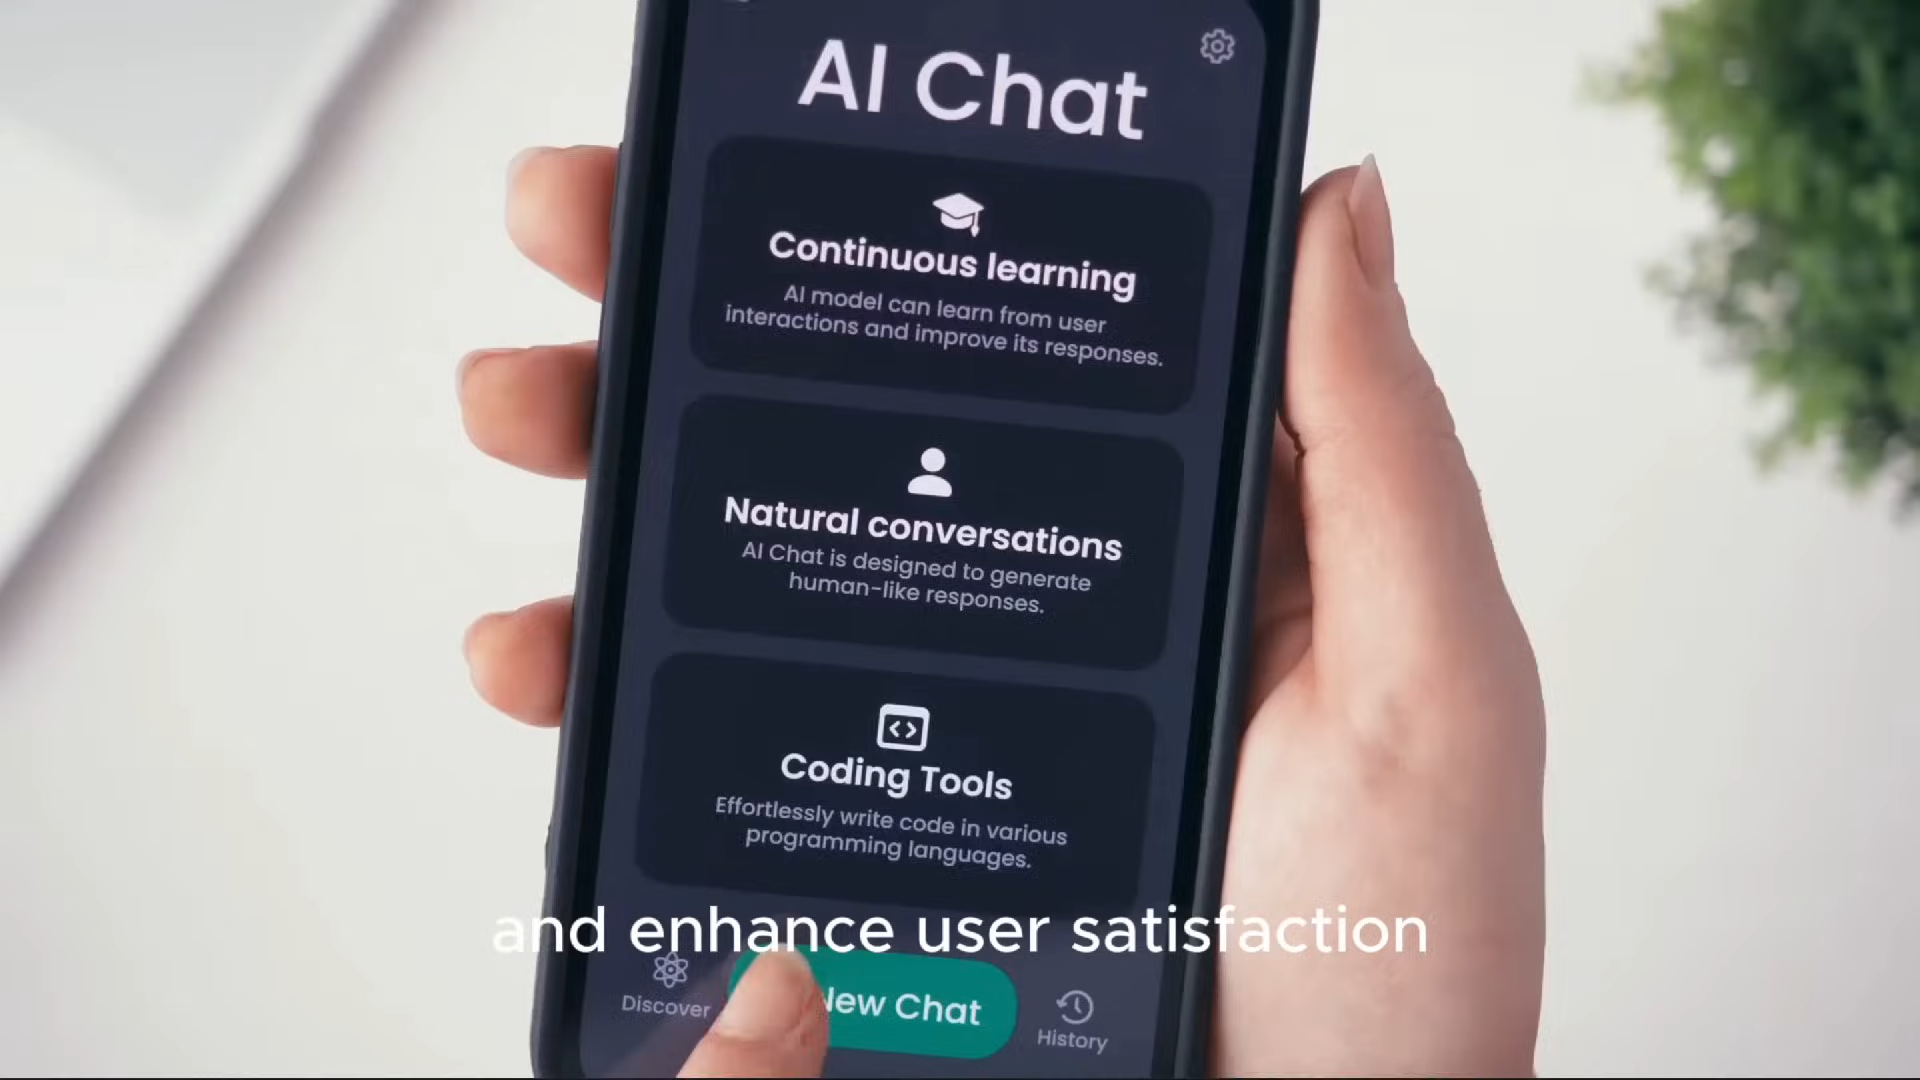 AI Chat
Continuous learning
AI model can learn from user
interactions and improve its responses.
Natural conversations
AI Chat is designed to generate
human-like responses.
Coding Tools
Effortlessly write code in various
programming languages.
and enhance user satisfaction
Discover
New Chat
History